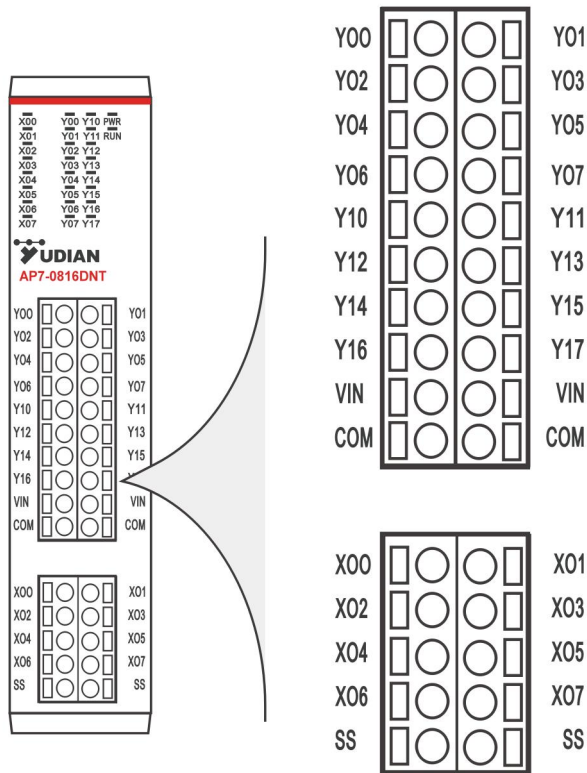 X00 Y00 Y10 PWR
X01 Y01 Y11 RUN
X02 Y02 Y12
X03 Y03 Y13
X04 Y04 Y14
X05 Y05 Y15
X06 Y06 Y16
X07 Y07 Y17
YUDIAN
AP7-0816DNT
Y00 Y01
Y02 Y03
Y04 Y05
Y06 Y07
Y10 Y11
Y12 Y13
Y14 Y15
Y16
VIN VIN
COM COM
X00 X01
X02 X03
X04 X05
X06 X07
SS SS
Y00 Y01
Y02 Y03
Y04 Y05
Y06 Y07
Y10 Y11
Y12 Y13
Y14 Y15
Y16 Y17
VIN VIN
COM COM
X00 X01
X02 X03
X04 X05
X06 X07
SS SS